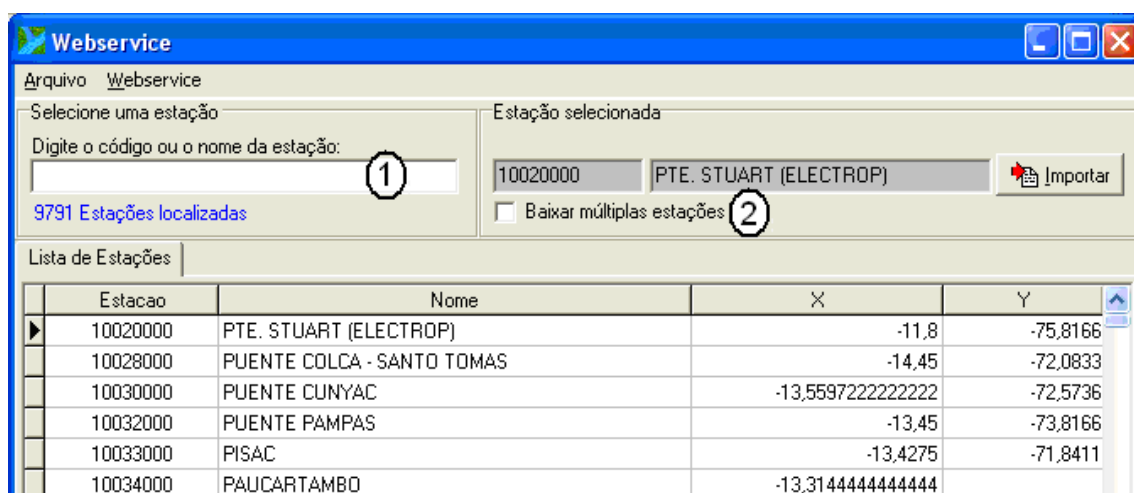 Webservice
Arquivo Webservice
Selecione uma estação
Digite o código ou o nome da estação:
1
9791 Estações localizadas
Estação selecionada
10020000 PTE. STUART (ELECTROP) Importar
Baixar múltiplas estações 2
Lista de Estações
Estacao Nome X Y
10020000 PTE. STUART (ELECTROP) -11,8 -75,8166
10028000 PUENTE COLCA - SANTO TOMAS -14,45 -72,0833
10030000 PUENTE CUNYAC -13,5597222222222 -72,5736
10032000 PUENTE PAMPAS -13,45 -73,8166
10033000 PISAC -13,4275 -71,8411
10034000 PAUCARTAMBO -13,3144444444444